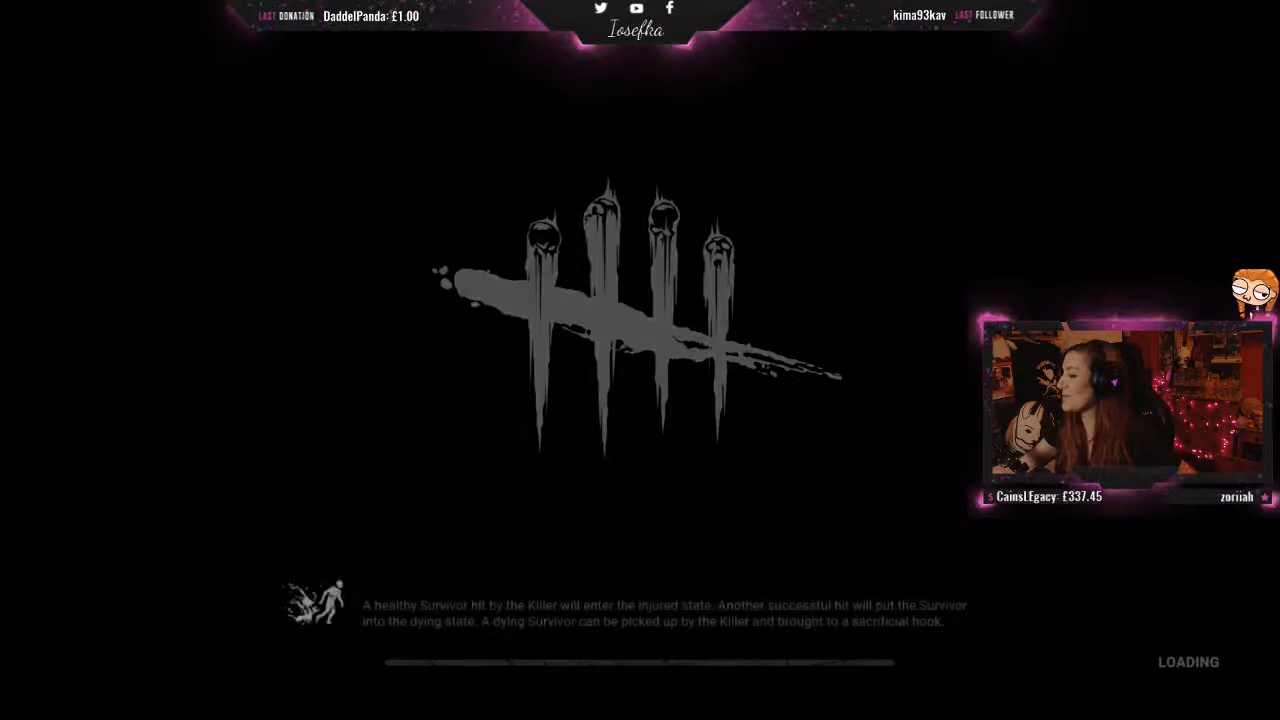 LAST DONATION DaddelPanda: £1.00
Iosefka
kima93kav LAST FOLLOWER
CainsLEgacy: £337.45
zoriiah
A healthy Survivor hit by the Killer will enter the injured state. Another successful hit will put the Survivor
into the dying state. A dying Survivor can be picked up by the Killer and brought to a sacrificial hook.
LOADING